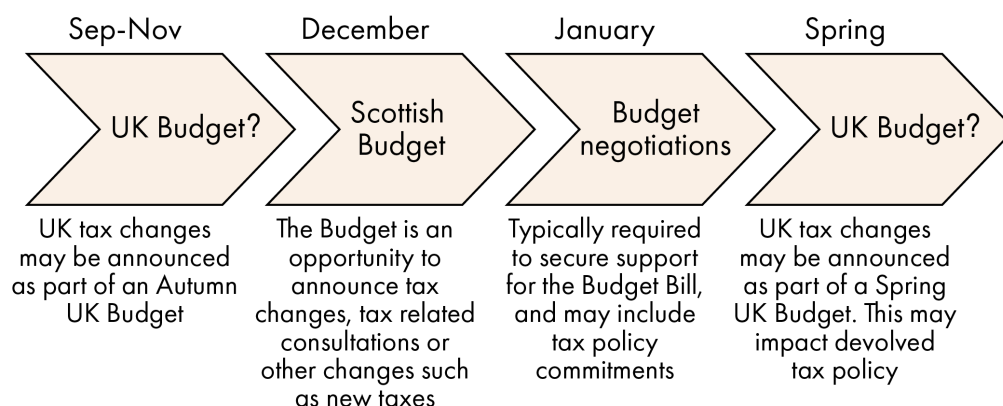 Sep-Nov
UK Budget?
UK tax changes
may be announced
as part of an Autumn
UK Budget
December
Scottish
Budget
The Budget is an
opportunity to
announce tax
changes, tax related
consultations or
other changes such
as new taxes
January
Budget
negotiations
Typically required
to secure support
for the Budget Bill,
and may include
tax policy
commitments
Spring
UK Budget?
UK tax changes
may be announced
as part of a Spring
UK Budget. This may
impact devolved
tax policy